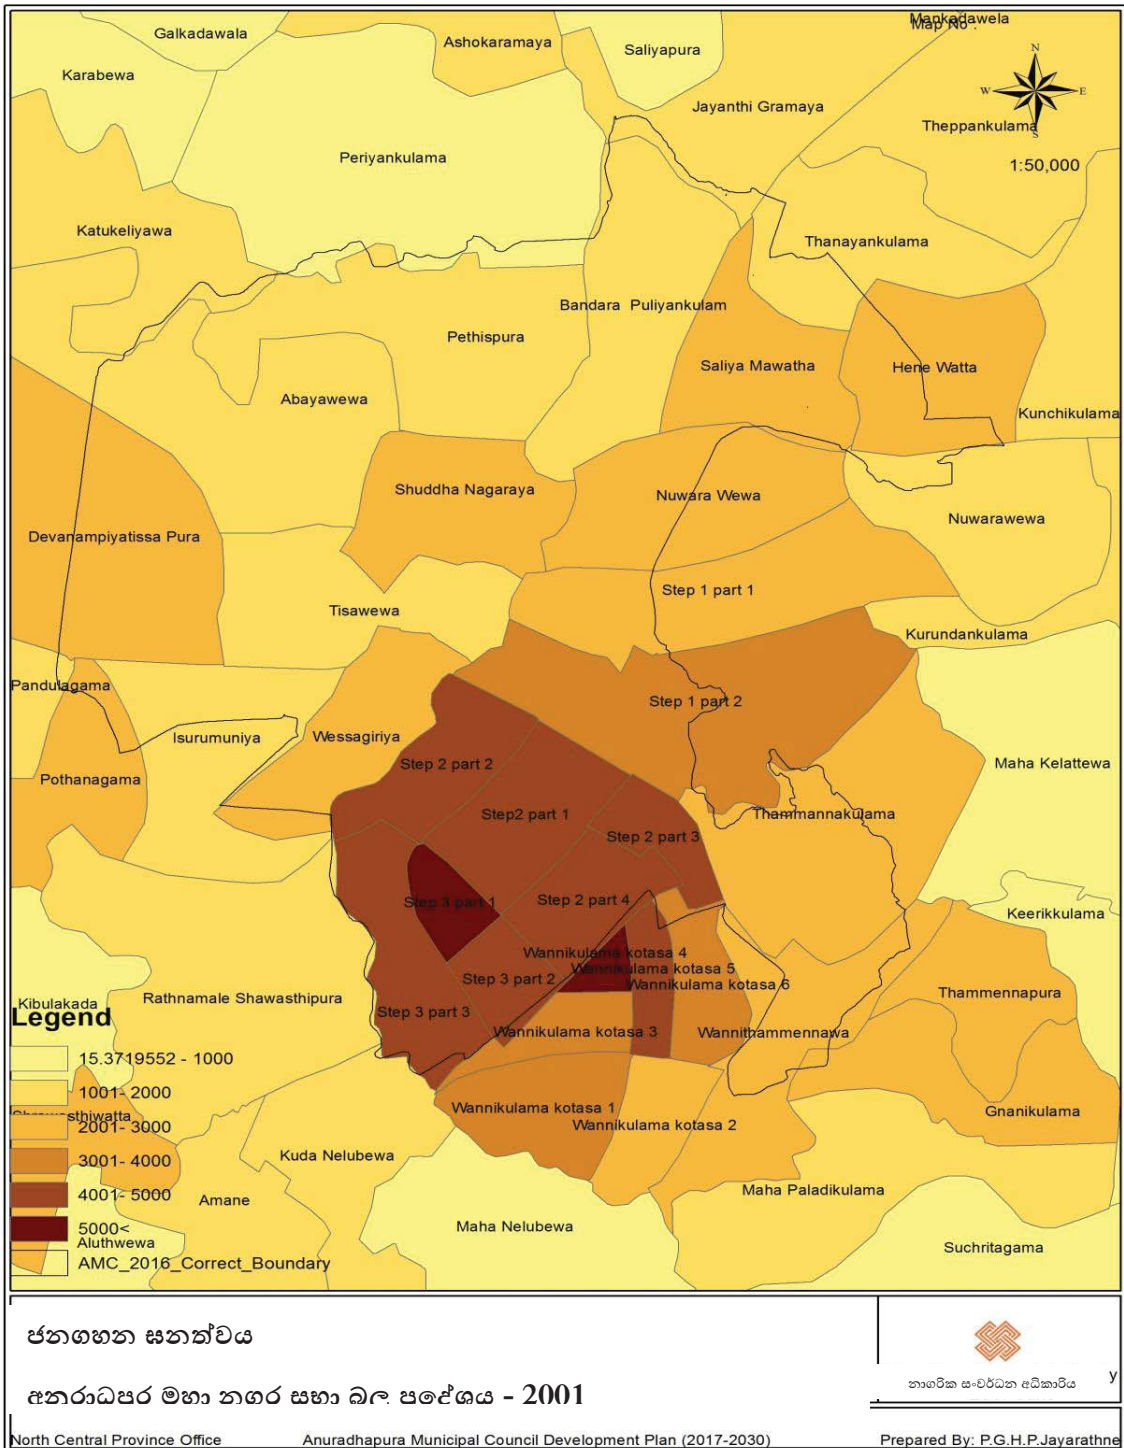 Galkadawala
Ashokaramaya
Saliyapura
Mankadawela
Map No :
Karabewa
Jayanthi Gramaya
N
W
E
S
Theppankulama
Periyankulama
1:50,000
Katukeliyawa
Thanayankulama
Bandara Puliyankulam
Pethispura
Saliya Mawatha
Hene Watta
Abayawewa
Kunchikulama
Shuddha Nagaraya
Nuwara Wewa
Nuwarawewa
Devanampiyatissa Pura
Step 1 part 1
Tisawewa
Kurundankulama
Pandulagama
Step 1 part 2
Isurumuniya
Wessagiriya
Step 2 part 2
Maha Kelattewa
Pothanagama
Step2 part 1
Thammannakulama
Step 2 part 3
Step 3 part 1
Step 2 part 4
Keerikkulama
Wannikulama kotasa 4
Wannikulama kotasa 5
Step 3 part 2
Wannikulama kotasa 6
Thammennapura
Rathnamale Shawasthipura
Kibulakada
Step 3 part 3
Wannikulama kotasa 3
Wannithammennawa
Legend
15.3719552 - 1000
1001- 2000
2001- 3000
3001- 4000
4001- 5000
5000<
AMC_2016_Correct_Boundary
Wannikulama kotasa 1
Gnanikulama
Wannikulama kotasa 2
Kuda Nelubewa
Maha Paladikulama
Amane
Maha Nelubewa
Aluthwewa
Suchritagama
ජනගහන ඝනත්වය
අනුරාධපුර මහා නගර සභා බල පදේශය - 2001
නාගරික සංවර්ධන අධිකාරිය
y
North Central Province Office
Anuradhapura Municipal Council Development Plan (2017-2030)
Prepared By: P.G.H.P.Jayarathne